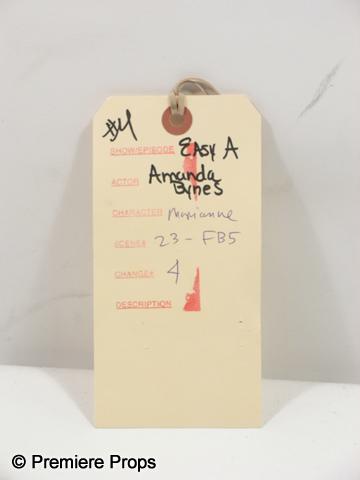 #4
SHOW/EPISODE EASY A
ACTOR Amanda Bynes
CHARACTER Marianne
SCENE# 23 - FB5
CHANGE# 4
DESCRIPTION
© Premiere Props